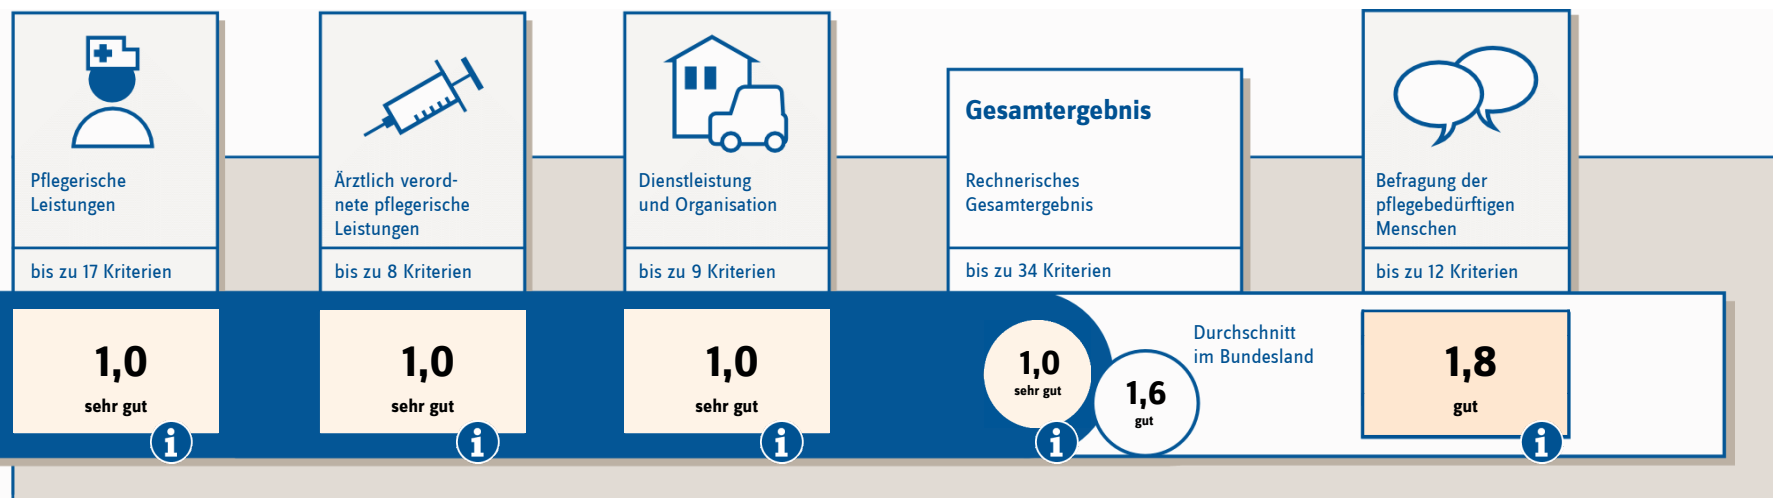 Pflegerische
Leistungen
bis zu 17 Kriterien
1,0
sehr gut
Ärztlich verord-
nete pflegerische
Leistungen
bis zu 8 Kriterien
1,0
sehr gut
Dienstleistung
und Organisation
bis zu 9 Kriterien
1,0
sehr gut
Gesamtergebnis
Rechnerisches
Gesamtergebnis
bis zu 34 Kriterien
1,0
sehr gut
1,6
gut
Durchschnitt
im Bundesland
Befragung der
pflegebedürftigen
Menschen
bis zu 12 Kriterien
1,8
gut